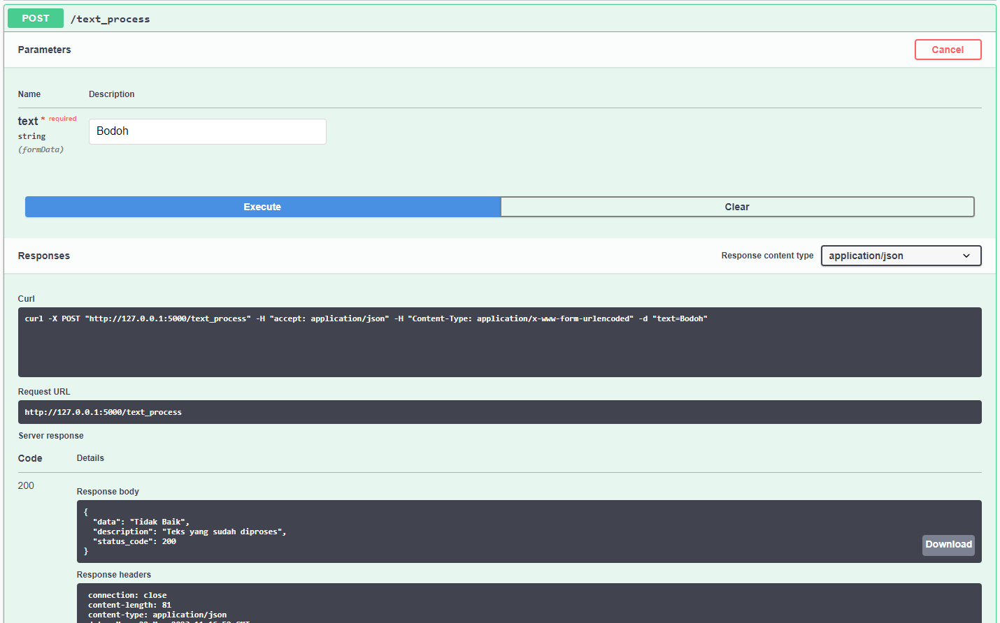 POST /text_process
Parameters
Cancel
Name Description
text * required
string
(formData)
Bodoh
Execute Clear
Responses
Response content type application/json
Curl
curl -X POST "http://127.0.0.1:5000/text_process" -H "accept: application/json" -H "Content-Type: application/x-www-form-urlencoded" -d "text=Bodoh"
Request URL
http://127.0.0.1:5000/text_process
Server response
Code Details
200
Response body
{
  "data": "Tidak Baik",
  "description": "Teks yang sudah diproses",
  "status_code": 200
}
Download
Response headers
connection: close
content-length: 81
content-type: application/json